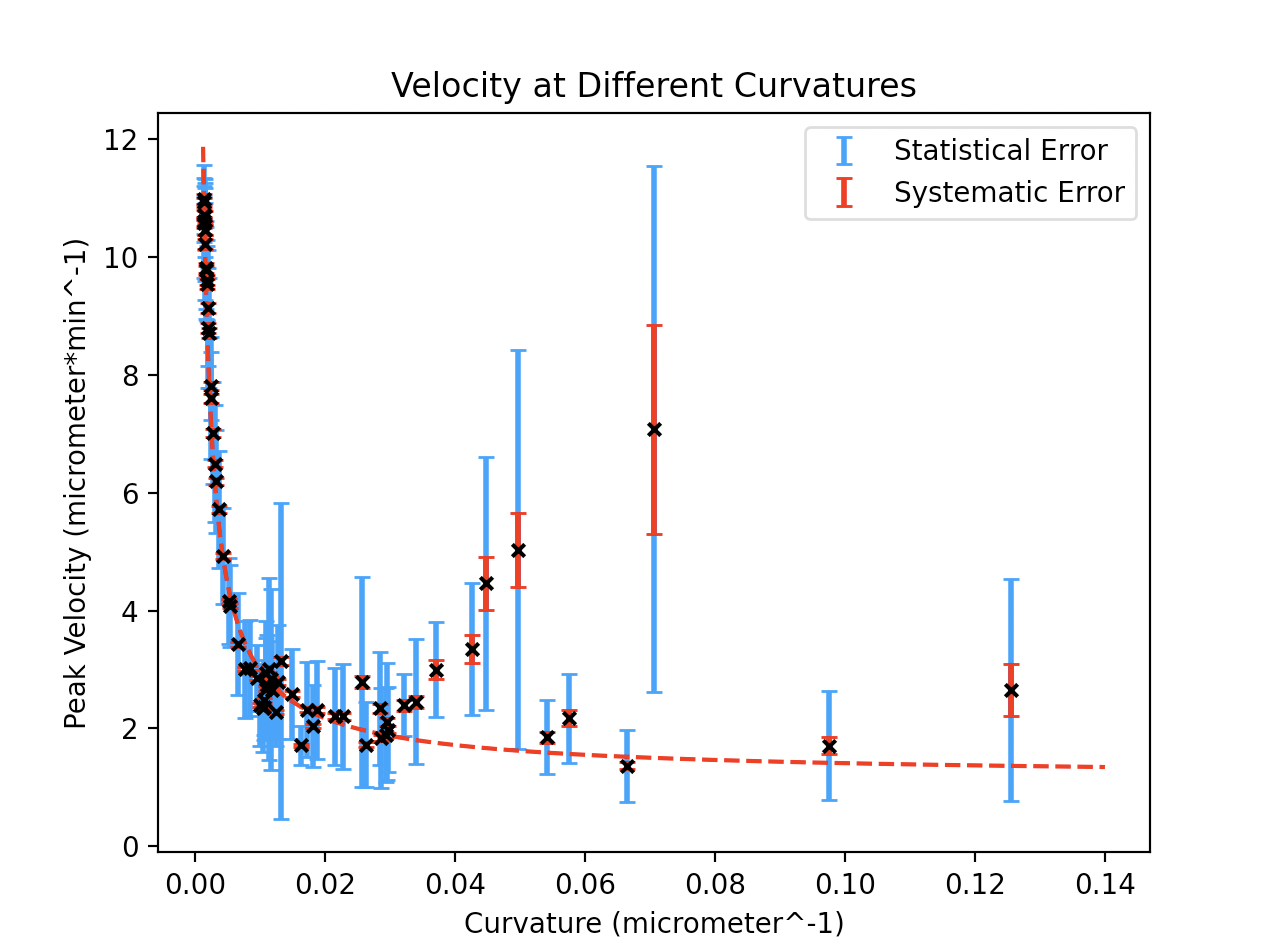 Velocity at Different Curvatures
Statistical Error
Systematic Error
Peak Velocity (micrometer*min^-1)
12
10
8
6
4
2
0
0.00 0.02 0.04 0.06 0.08 0.10 0.12 0.14
Curvature (micrometer^-1)